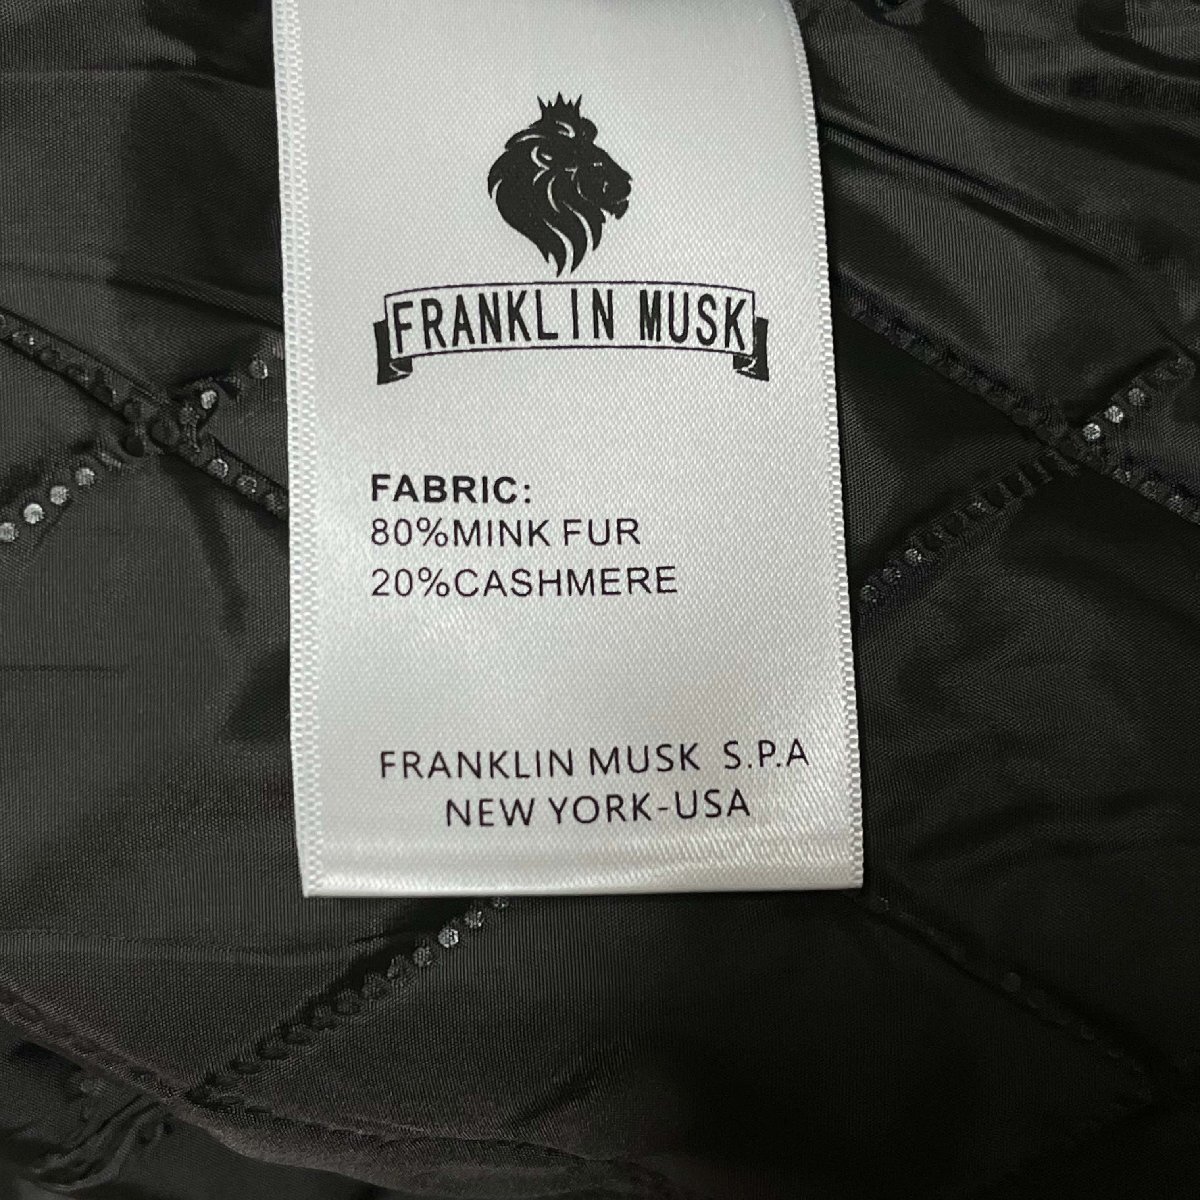 FRANKLIN MUSK
FABRIC:
80%MINK FUR
20%CASHMERE
FRANKLIN MUSK S.P.A
NEW YORK-USA